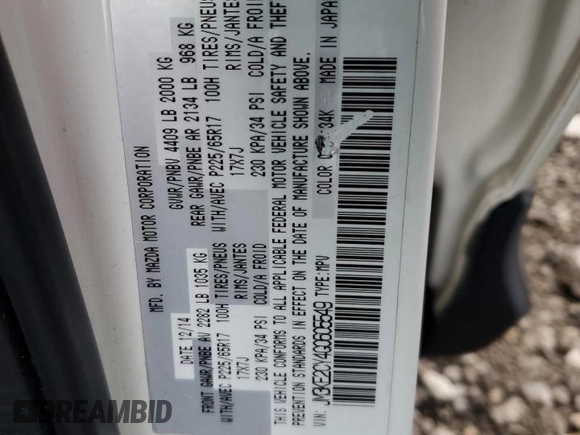 MFD. BY MAZDA MOTOR CORPORATION
DATE 12/14 GVWR/PNBV 4409 LB 2000 KG
FRONT GAWR/PNBE AV 2282 LB 1035 KG REAR GAWR/PNBE AR 2134 LB 968 KG
WITH/AVEC P225/65R17 100H TIRES/PNEUS WITH/AVEC P225/65R17 100H TIRES/PNEUS
17X7J RIMS/JANTES 17X7J RIMS/JANTES
230 KPA/34 PSI COLD/A FROID 230 KPA/34 PSI COLD/A FROID
THIS VEHICLE CONFORMS TO ALL APPLICABLE FEDERAL MOTOR VEHICLE SAFETY AND THEFT
PREVENTION STANDARDS IN EFFECT ON THE DATE OF MANUFACTURE SHOWN ABOVE.
COLOR 34K MADE IN JAPAN
VIN: TYPE: MPV
AutoBidMaster